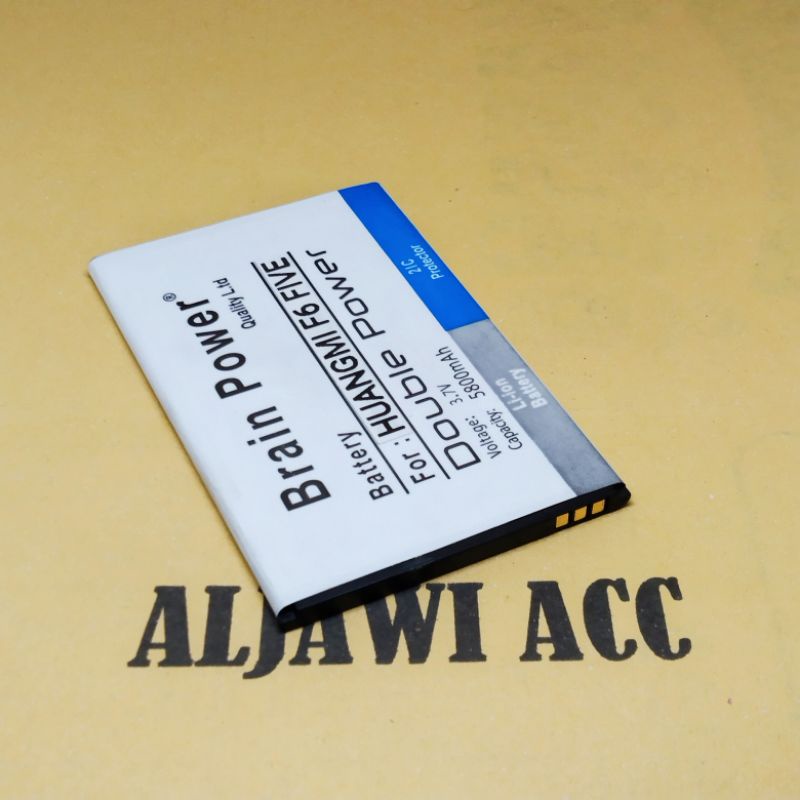 Brain Power®
Quality Ltd
Battery
For : HUANGMI F6 FIVE
Double Power
Voltage: 3.7V
Capacity: 5800mAh
2IC
Protector
Li-Ion
Battery
ALJAWI ACC